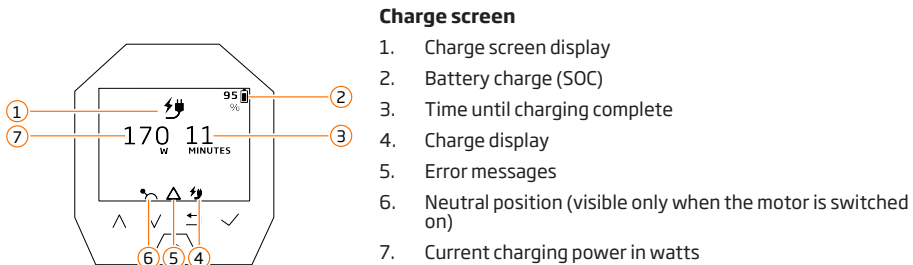 Charge screen
1. Charge screen display
2. Battery charge (SOC)
3. Time until charging complete
4. Charge display
5. Error messages
6. Neutral position (visible only when the motor is switched
on)
7. Current charging power in watts
95
%
170 W
11 MINUTES
1
7
2
3
6
5
4